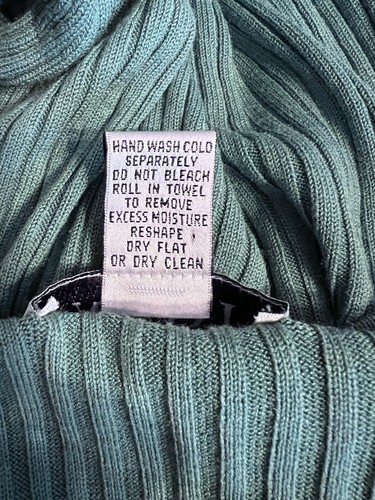 HAND WASH COLD
SEPARATELY
DO NOT BLEACH
ROLL IN TOWEL
TO REMOVE
EXCESS MOISTURE
RESHAPE
DRY FLAT
OR DRY CLEAN